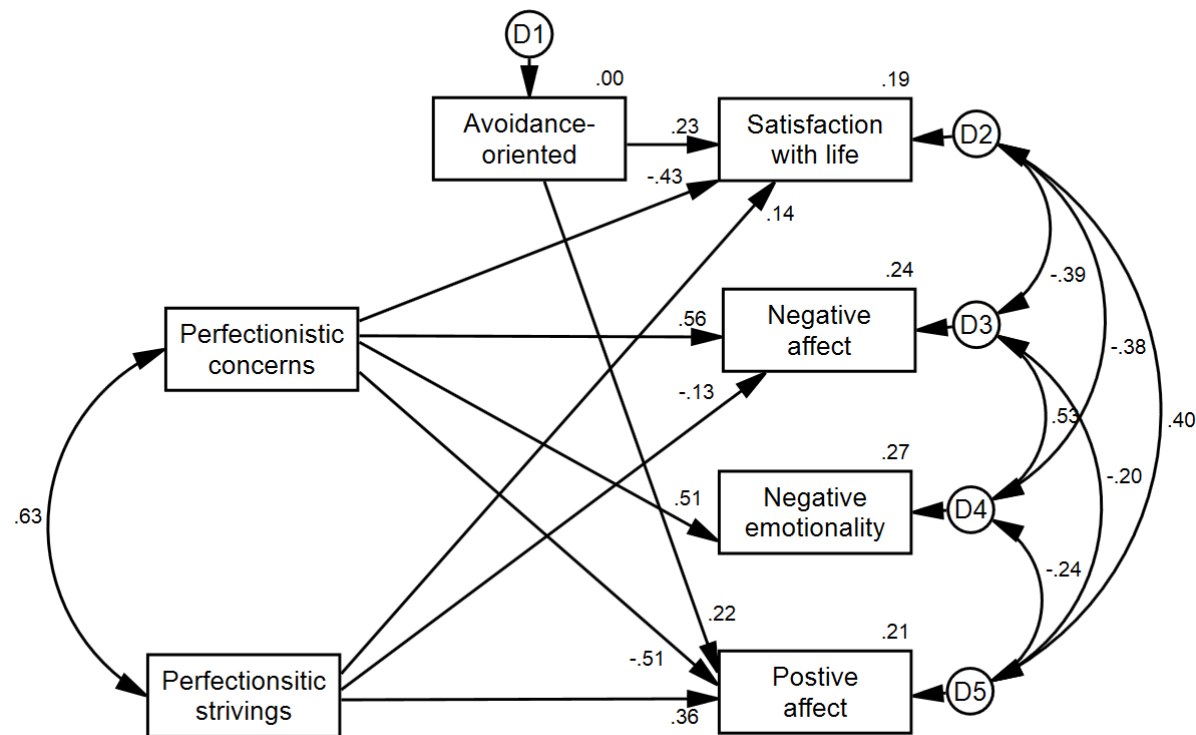 D1
.00
.19
Avoidance-
oriented
.23
Satisfaction
with life
D2
-.43
.14
.24
-.39
Perfectionistic
concerns
.56
Negative
affect
D3
-.38
-.13
.53
.40
.27
-.20
.63
.51
Negative
emotionality
D4
-.24
.22
.21
-.51
Perfectionsitic
strivings
.36
Postive
affect
D5